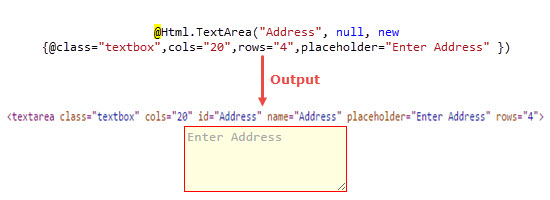 @Html.TextArea("Address", null, new
{@class="textbox",cols="20",rows="4",placeholder="Enter Address" })
Output
<textarea class="textbox" cols="20" id="Address" name="Address" placeholder="Enter Address" rows="4">
Enter Address